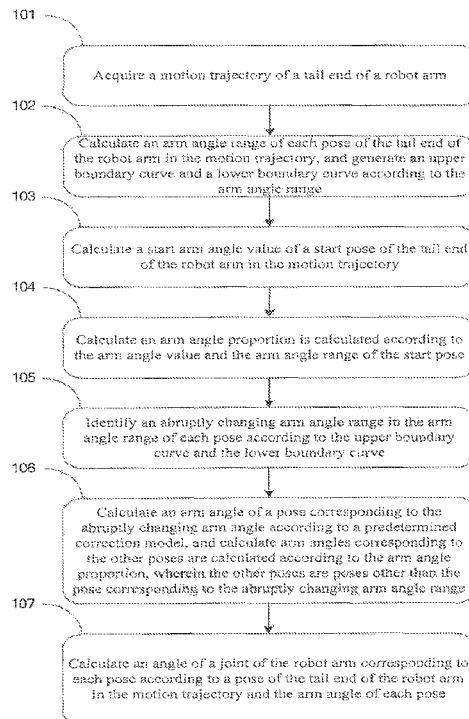 101
Acquire a motion trajectory of a tail end of a robot arm
102
Calculate an arm angle range of each pose of the tail end of
the robot arm in the motion trajectory, and generate an upper
boundary curve and a lower boundary curve according to the
arm angle range
103
Calculate a start arm angle value of a start pose of the tail end
of the robot arm in the motion trajectory
104
Calculate an arm angle proportion is calculated according to
the arm angle value and the arm angle range of the start pose
105
Identify an abruptly changing arm angle range in the arm
angle range of each pose according to the upper boundary
curve and the lower boundary curve
106
Calculate an arm angle of a pose corresponding to the
abruptly changing arm angle according to a predetermined
correction model, and calculate arm angles corresponding to
the other poses are calculated according to the arm angle
proportion, wherein the other poses are poses other than the
pose corresponding to the abruptly changing arm angle range
107
Calculate an angle of a joint of the robot arm corresponding to
each pose according to a pose of the tail end of the robot arm
in the motion trajectory and the arm angle of each pose